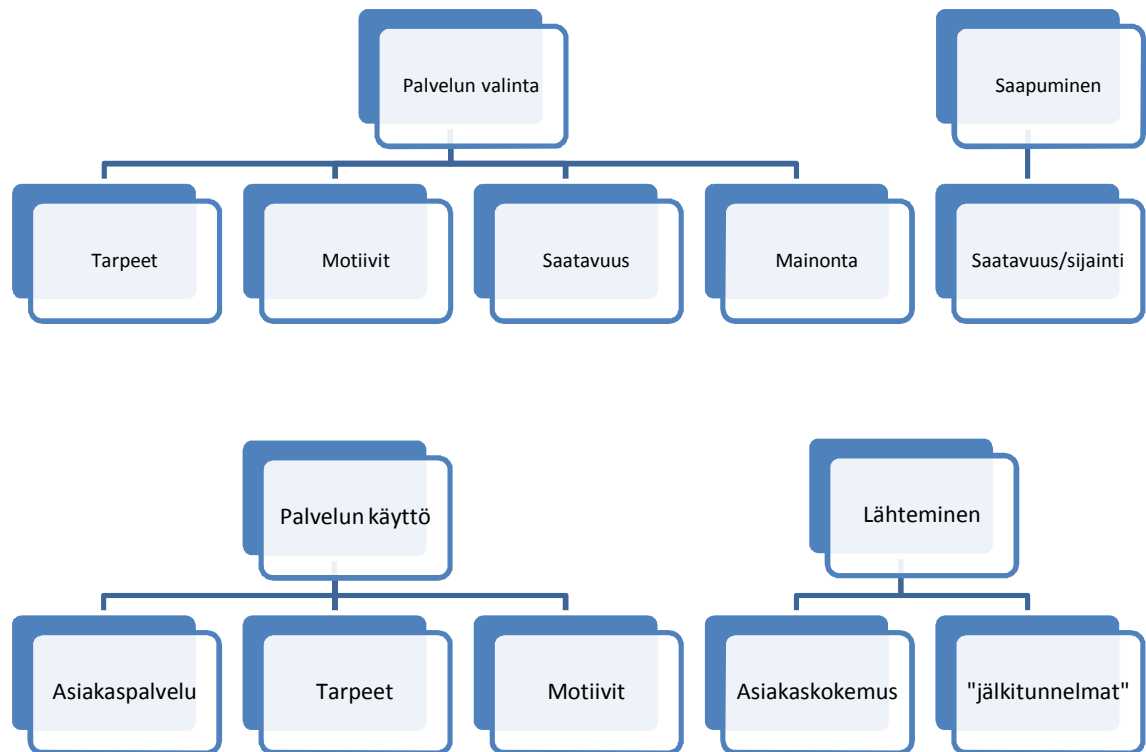 Palvelun valinta
Saapuminen
Tarpeet
Motiivit
Saatavuus
Mainonta
Saatavuus/sijainti
Palvelun käyttö
Lähteminen
Asiakaspalvelu
Tarpeet
Motiivit
Asiakaskokemus
"jälkitunnelmat"